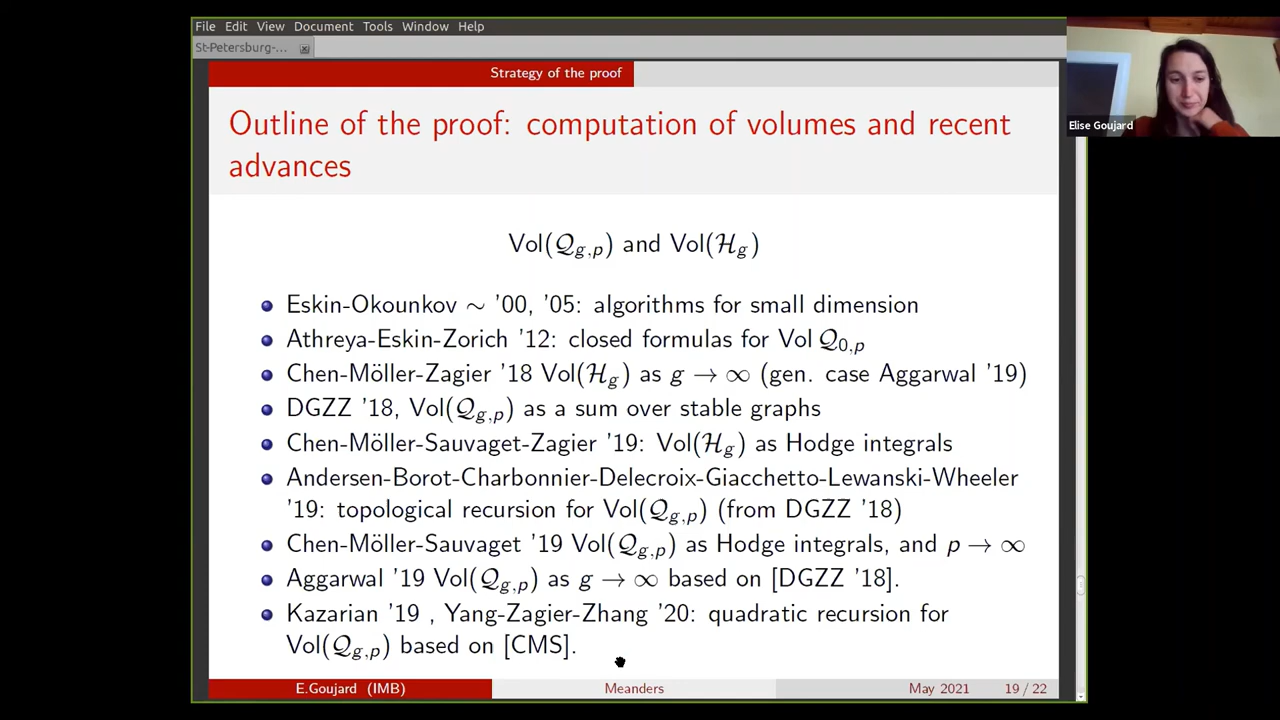 File Edit View Document Tools Window Help
St-Petersburg-...
Strategy of the proof
Outline of the proof: computation of volumes and recent
advances
Vol(𝒬g,p) and Vol(ℋg)
Eskin-Okounkov ∼ '00, '05: algorithms for small dimension
Athreya-Eskin-Zorich '12: closed formulas for Vol 𝒬0,p
Chen-Möller-Zagier '18 Vol(ℋg) as g → ∞ (gen. case Aggarwal '19)
DGZZ '18, Vol(𝒬g,p) as a sum over stable graphs
Chen-Möller-Sauvaget-Zagier '19: Vol(ℋg) as Hodge integrals
Andersen-Borot-Charbonnier-Delecroix-Giacchetto-Lewanski-Wheeler
'19: topological recursion for Vol(𝒬g,p) (from DGZZ '18)
Chen-Möller-Sauvaget '19 Vol(𝒬g,p) as Hodge integrals, and p → ∞
Aggarwal '19 Vol(𝒬g,p) as g → ∞ based on [DGZZ '18].
Kazarian '19 , Yang-Zagier-Zhang '20: quadratic recursion for
Vol(𝒬g,p) based on [CMS].
E.Goujard (IMB) Meanders May 2021 19 / 22
Elise Goujard